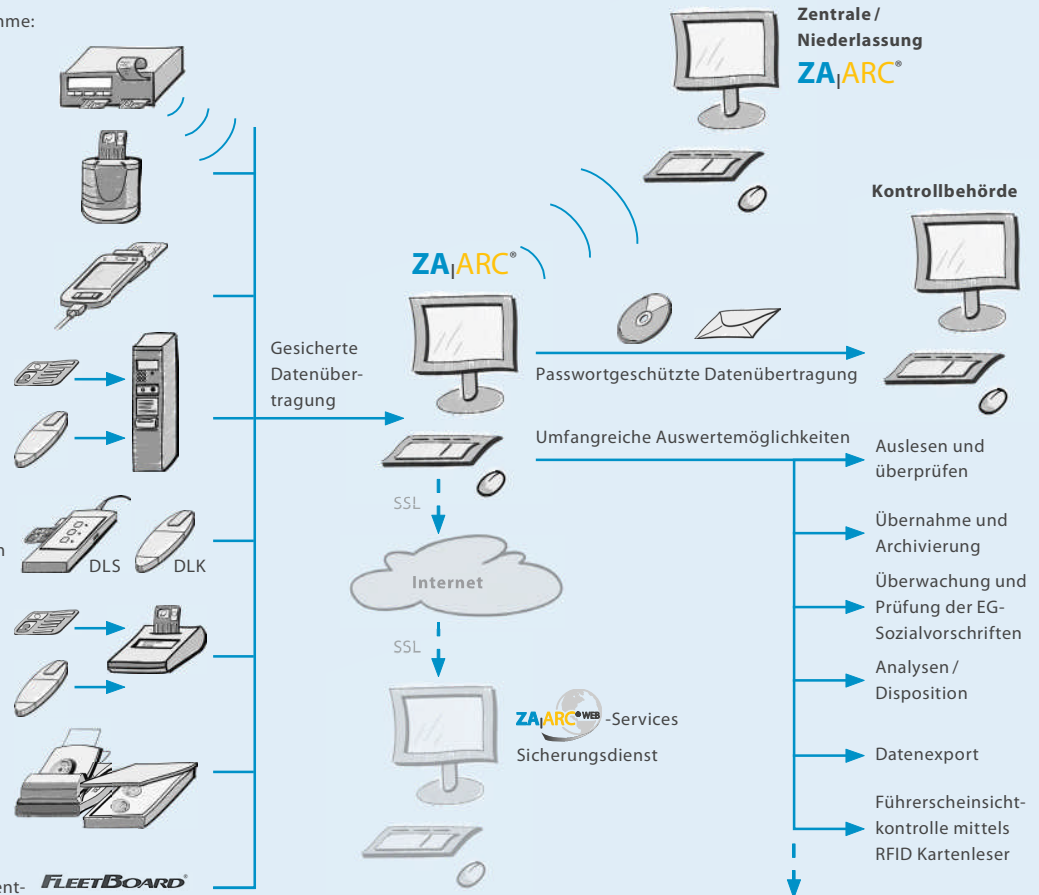 nme:
Zentrale /
Niederlassung
ZA|ARC®
Kontrollbehörde
ZA|ARC®
Gesicherte
Datenüber-
tragung
Passwortgeschützte Datenübertragung
Umfangreiche Auswertemöglichkeiten
Auslesen und
überprüfen
SSL
Übernahme und
Archivierung
n
DLS
DLK
Internet
Überwachung und
Prüfung der EG-
Sozialvorschriften
SSL
Analysen /
Disposition
ZA|ARC® WEB -Services
Sicherungsdienst
Datenexport
Führerscheinsicht-
kontrolle mittels
RFID Kartenleser
ent-
FLEETBOARD®